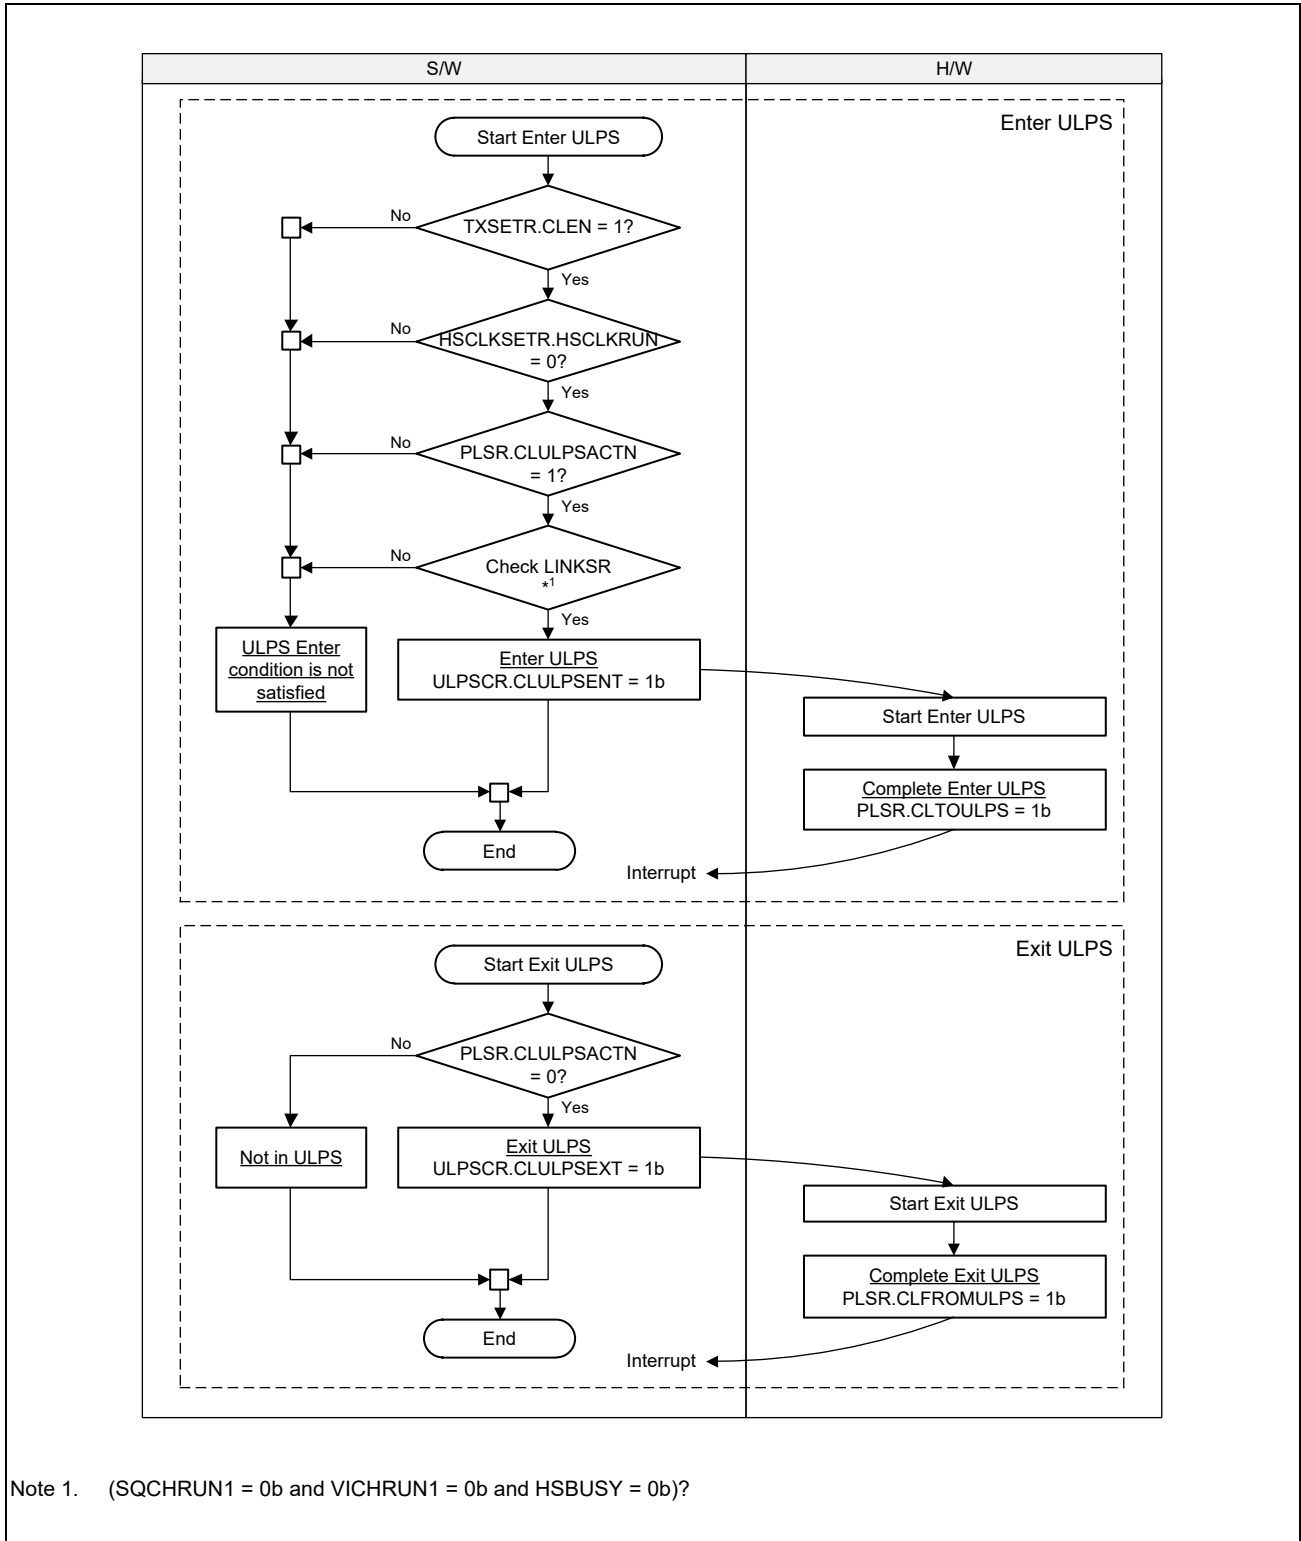 S/W
H/W
Enter ULPS
Start Enter ULPS
TXSETR.CLEN = 1?
No
Yes
HSCLKSETR.HSCLKRUN
= 0?
No
Yes
PLSR.CLULPSACTN
= 1?
No
Yes
Check LINKSR
*1
No
Yes
ULPS Enter
condition is not
satisfied
Enter ULPS
ULPSCR.CLULPSENT = 1b
Start Enter ULPS
Complete Enter ULPS
PLSR.CLTOULPS = 1b
End
Interrupt
Exit ULPS
Start Exit ULPS
PLSR.CLULPSACTN
= 0?
No
Yes
Not in ULPS
Exit ULPS
ULPSCR.CLULPSEXT = 1b
Start Exit ULPS
Complete Exit ULPS
PLSR.CLFROMULPS = 1b
End
Interrupt
Note 1. (SQCHRUN1 = 0b and VICHRUN1 = 0b and HSBUSY = 0b)?